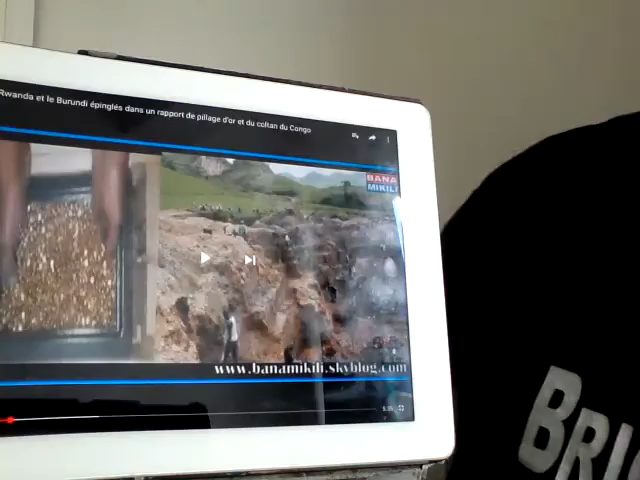 Rwanda et le Burundi épinglés dans un rapport de pillage d'or et du coltan du Congo
BANA
MIKILI
www.banamikili.skyblog.com